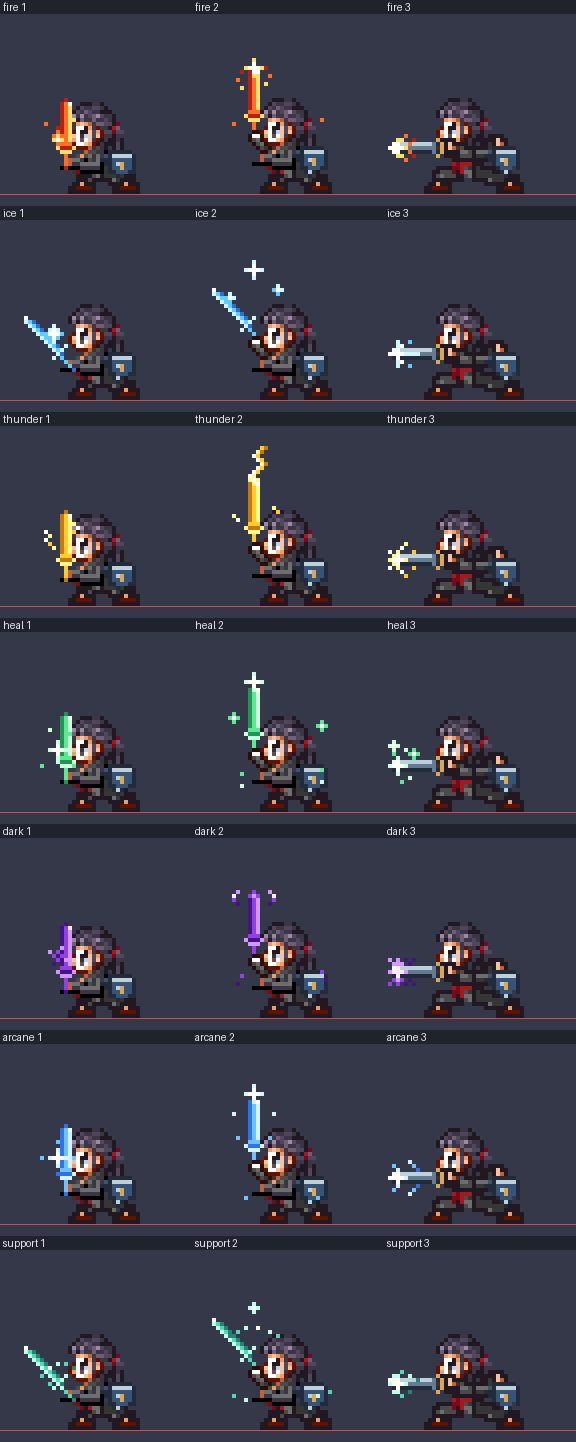 fire 1 fire 2 fire 3
ice 1 ice 2 ice 3
thunder 1 thunder 2 thunder 3
heal 1 heal 2 heal 3
dark 1 dark 2 dark 3
arcane 1 arcane 2 arcane 3
support 1 support 2 support 3